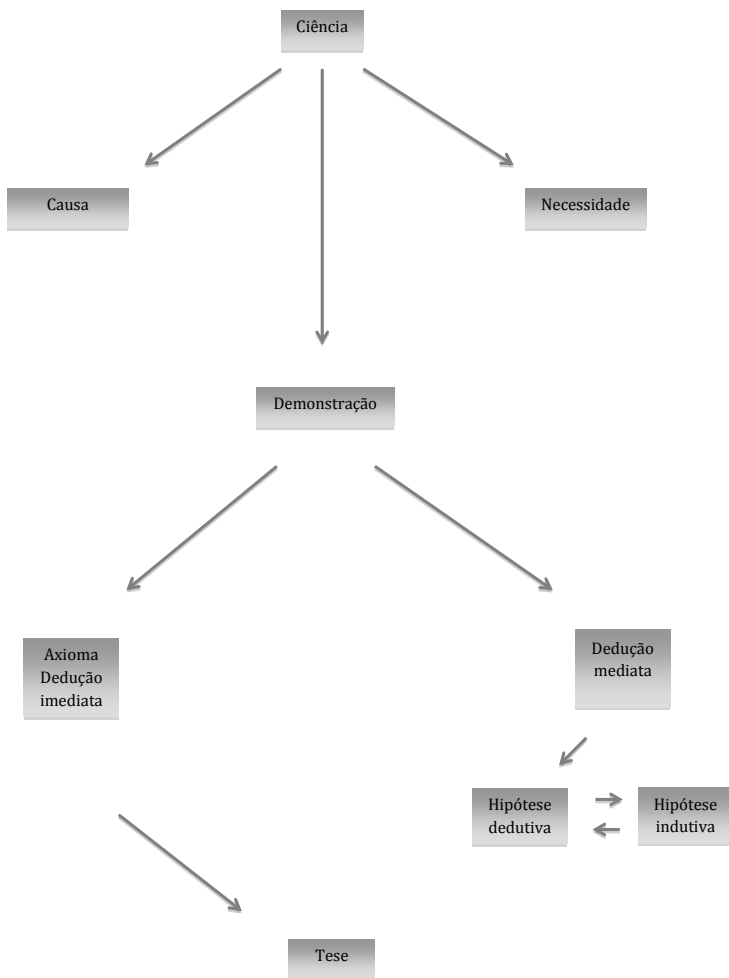 Ciência
Causa
Necessidade
Demonstração
Axioma
Dedução
imediata
Dedução
mediata
Hipótese
dedutiva
Hipótese
indutiva
Tese